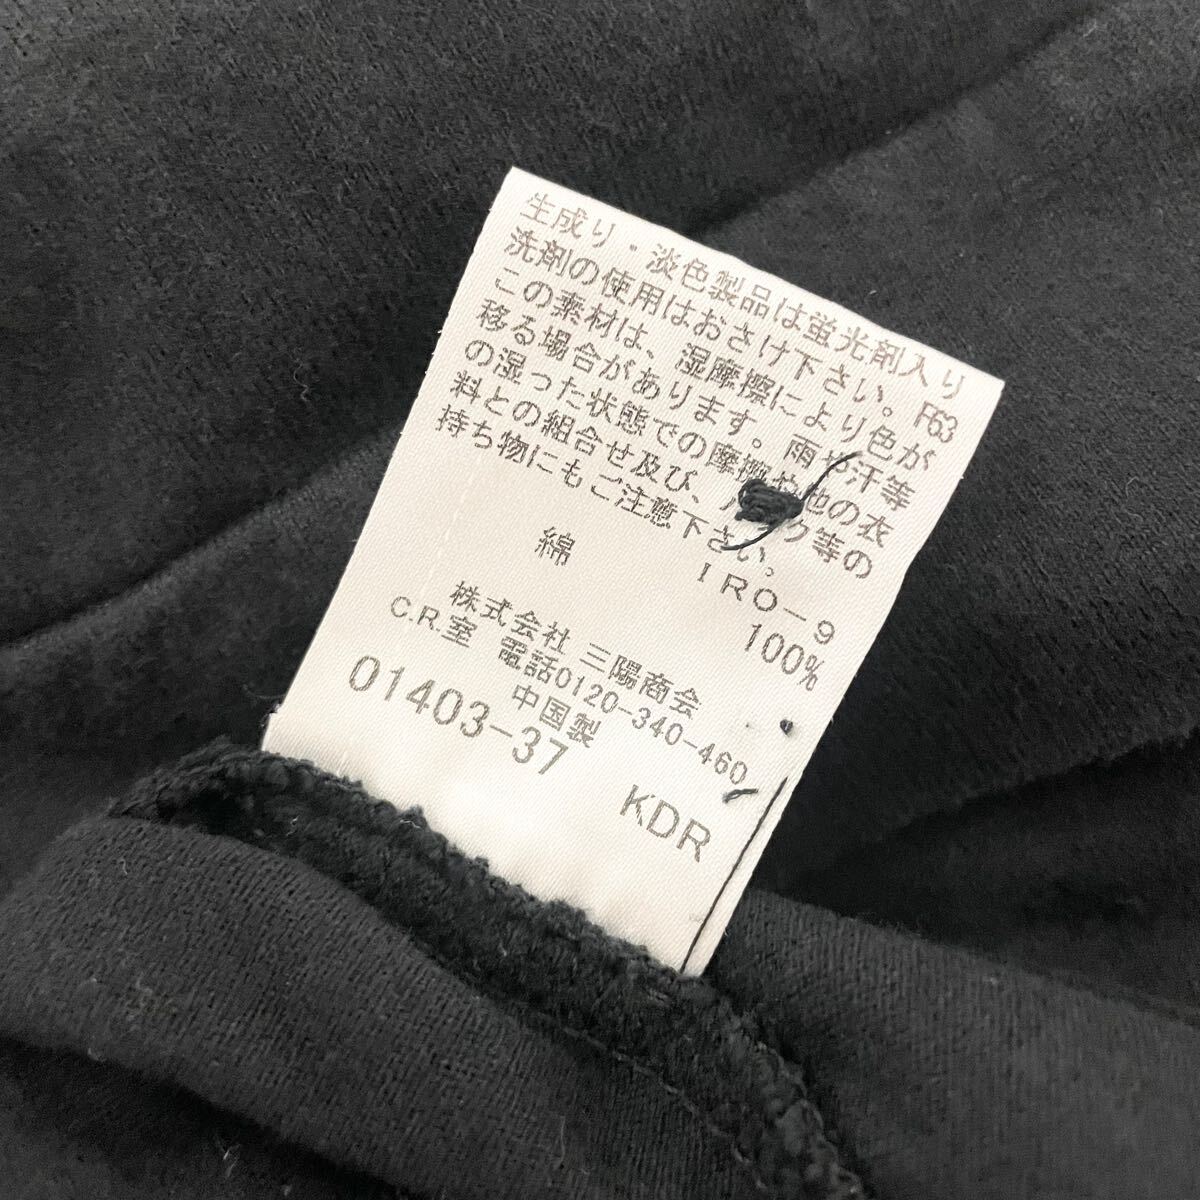 生成り・淡色製品は蛍光剤入り
洗剤の使用はおさけ下さい。F63
この素材は、湿摩擦により色が
移る場合があります。雨や汗等
の湿った状態での摩擦や他の衣
料との組合せ及び、バッグ等の
持ち物にもご注意下さい。
IRO-9
綿 100%
株式会社 三陽商会
C.R.室 電話0120-340-460
中国製
01403-37 KDR